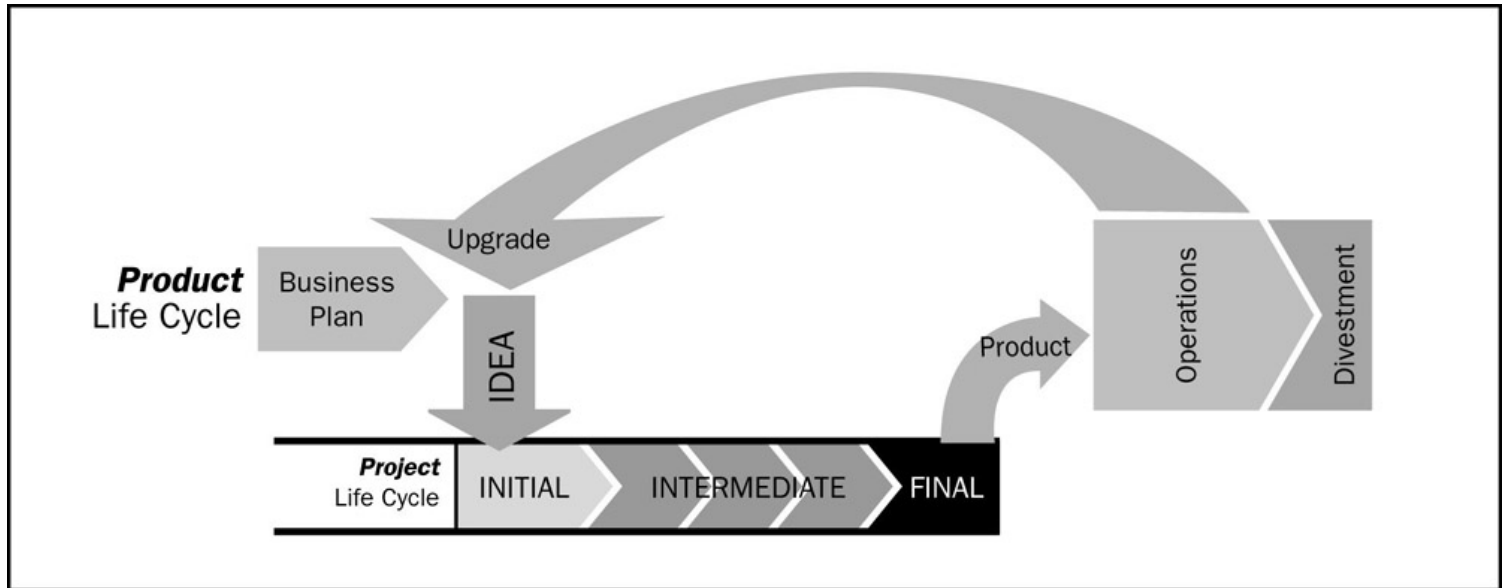 Upgrade
Product
Life Cycle
Business
Plan
IDEA
Product
Operations
Divestment
Project
Life Cycle
INITIAL
INTERMEDIATE
FINAL